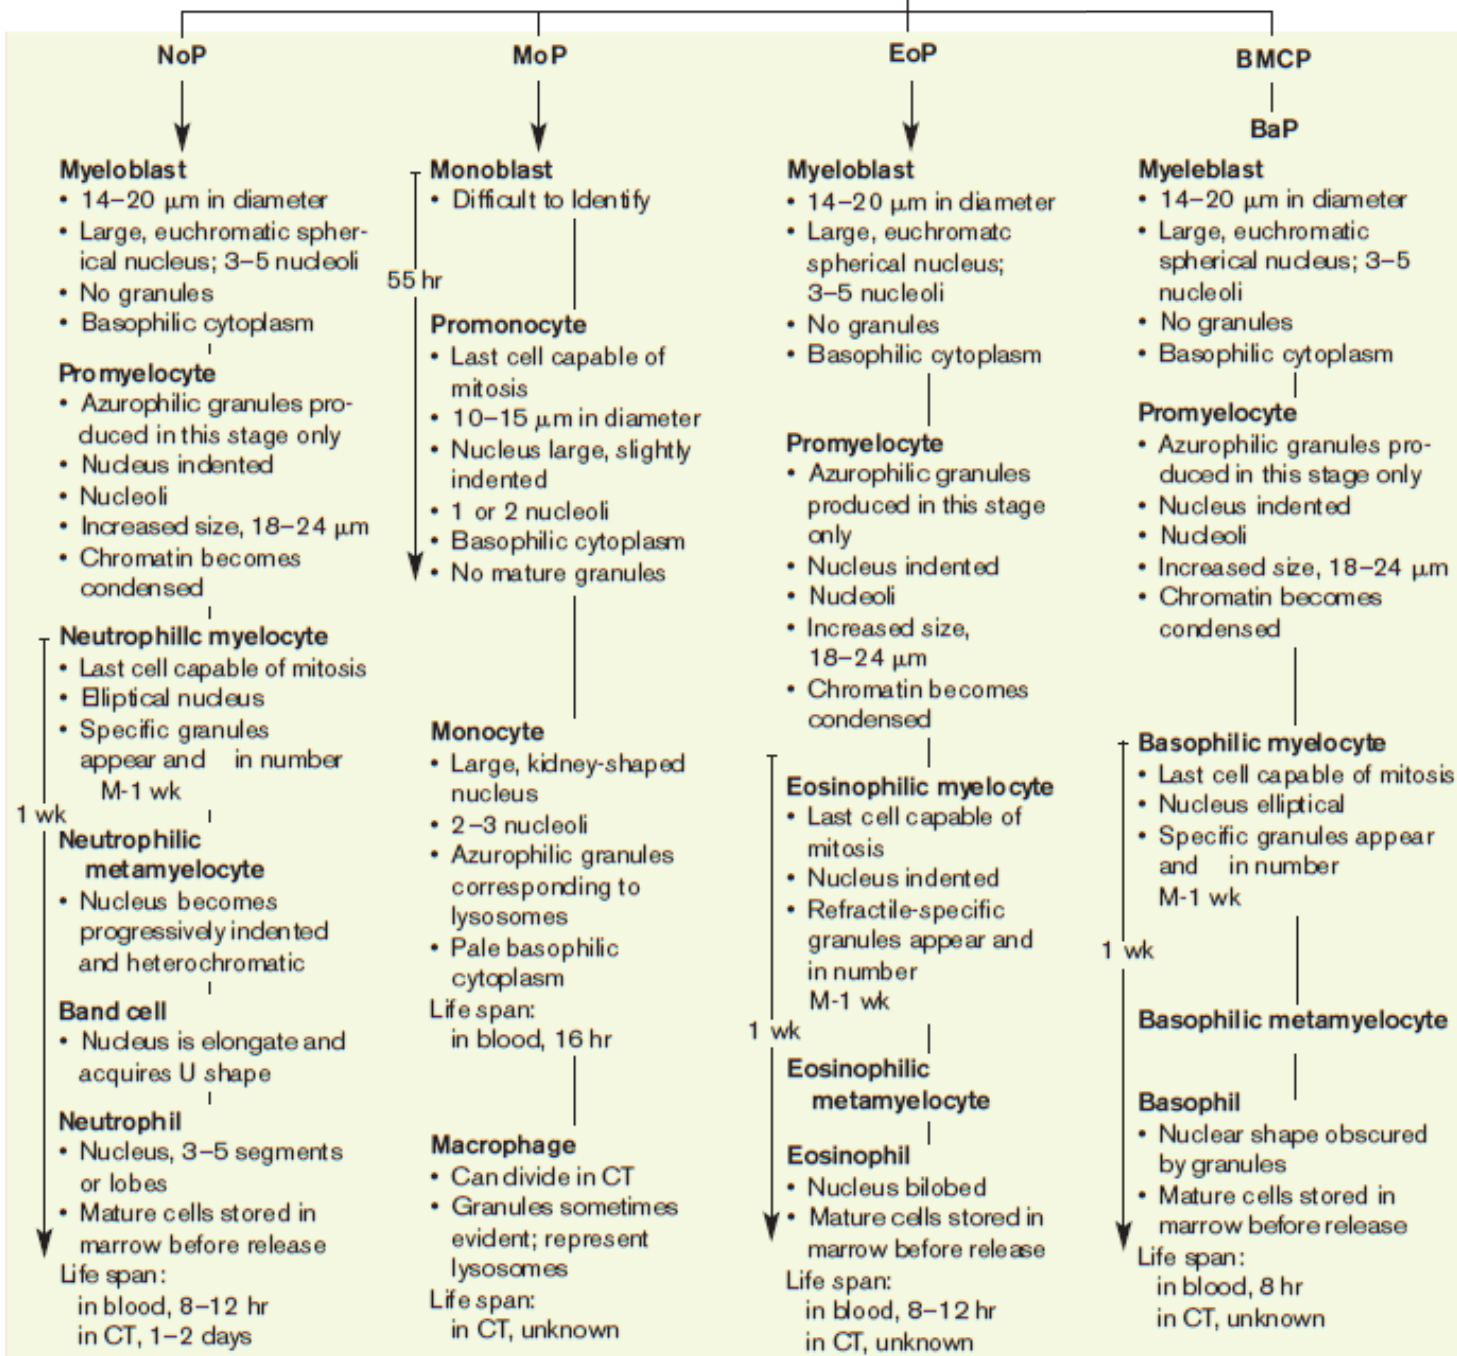 NoP
Myeloblast
• 14–20 μm in diameter
• Large, euchromatic spher-
ical nucleus; 3–5 nucleoli
• No granules
• Basophilic cytoplasm
Promyelocyte
• Azurophilic granules pro-
duced in this stage only
• Nucleus indented
• Nucleoli
• Increased size, 18–24 μm
• Chromatin becomes
condensed
Neutrophilic myelocyte
• Last cell capable of mitosis
• Elliptical nucleus
• Specific granules
appear and in number
M-1 wk
1 wk
Neutrophilic
metamyelocyte
• Nucleus becomes
progressively indented
and heterochromatic
Band cell
• Nucleus is elongate and
acquires U shape
Neutrophil
• Nucleus, 3–5 segments
or lobes
• Mature cells stored in
marrow before release
Life span:
in blood, 8–12 hr
in CT, 1–2 days
MoP
Monoblast
• Difficult to Identify
55 hr
Promonocyte
• Last cell capable of
mitosis
• 10–15 μm in diameter
• Nucleus large, slightly
indented
• 1 or 2 nucleoli
• Basophilic cytoplasm
• No mature granules
Monocyte
• Large, kidney-shaped
nucleus
• 2–3 nucleoli
• Azurophilic granules
corresponding to
lysosomes
• Pale basophilic
cytoplasm
Life span:
in blood, 16 hr
Macrophage
• Can divide in CT
• Granules sometimes
evident; represent
lysosomes
Life span:
in CT, unknown
EoP
Myeloblast
• 14–20 μm in diameter
• Large, euchromatc
spherical nucleus;
3–5 nucleoli
• No granules
• Basophilic cytoplasm
Promyelocyte
• Azurophilic granules
produced in this stage
only
• Nucleus indented
• Nucleoli
• Increased size,
18–24 μm
• Chromatin becomes
condensed
Eosinophilic myelocyte
• Last cell capable of
mitosis
• Nucleus indented
• Refractile-specific
granules appear and
in number
M-1 wk
1 wk
Eosinophilic
metamyelocyte
Eosinophil
• Nucleus bilobed
• Mature cells stored in
marrow before release
Life span:
in blood, 8–12 hr
in CT, unknown
BMCP
BaP
Myeleblast
• 14–20 μm in diameter
• Large, euchromatic
spherical nucleus; 3–5
nucleoli
• No granules
• Basophilic cytoplasm
Promyelocyte
• Azurophilic granules pro-
duced in this stage only
• Nucleus indented
• Nucleoli
• Increased size, 18–24 μm
• Chromatin becomes
condensed
Basophilic myelocyte
• Last cell capable of mitosis
• Nucleus elliptical
• Specific granules appear
and in number
M-1 wk
1 wk
Basophilic metamyelocyte
Basophil
• Nuclear shape obscured
by granules
• Mature cells stored in
marrow before release
Life span:
in blood, 8 hr
in CT, unknown